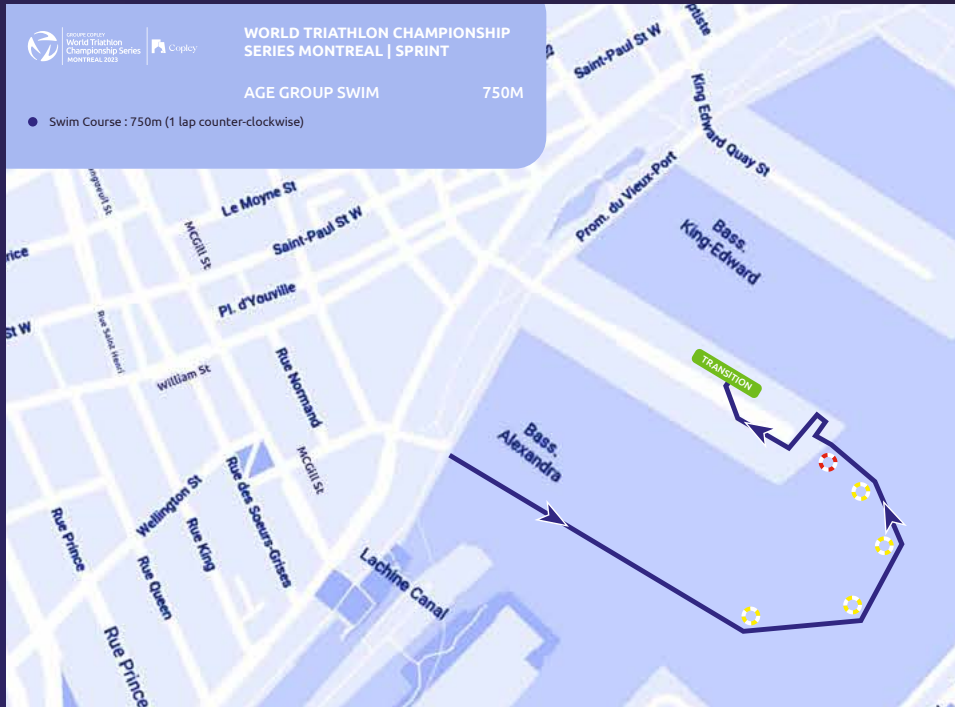 GROUPE COPLEY
World Triathlon
Championship Series
MONTREAL 2023
Copley
WORLD TRIATHLON CHAMPIONSHIP
SERIES MONTREAL | SPRINT
AGE GROUP SWIM 750M
Swim Course : 750m (1 lap counter-clockwise)
Saint-Paul St W
King Edward Quay St
Prom. du Vieux-Port
Le Moyne St
McGill St
Saint-Paul St W
Bass.
King-Edward
Pl. d'Youville
St W
Rue Saint Henri
William St
Rue Normand
TRANSITION
Bass.
Alexandra
McGill St
Wellington St
Rue des Soeurs-Grises
Rue Prince
Rue King
Rue Queen
Lachine Canal
Rue Prince